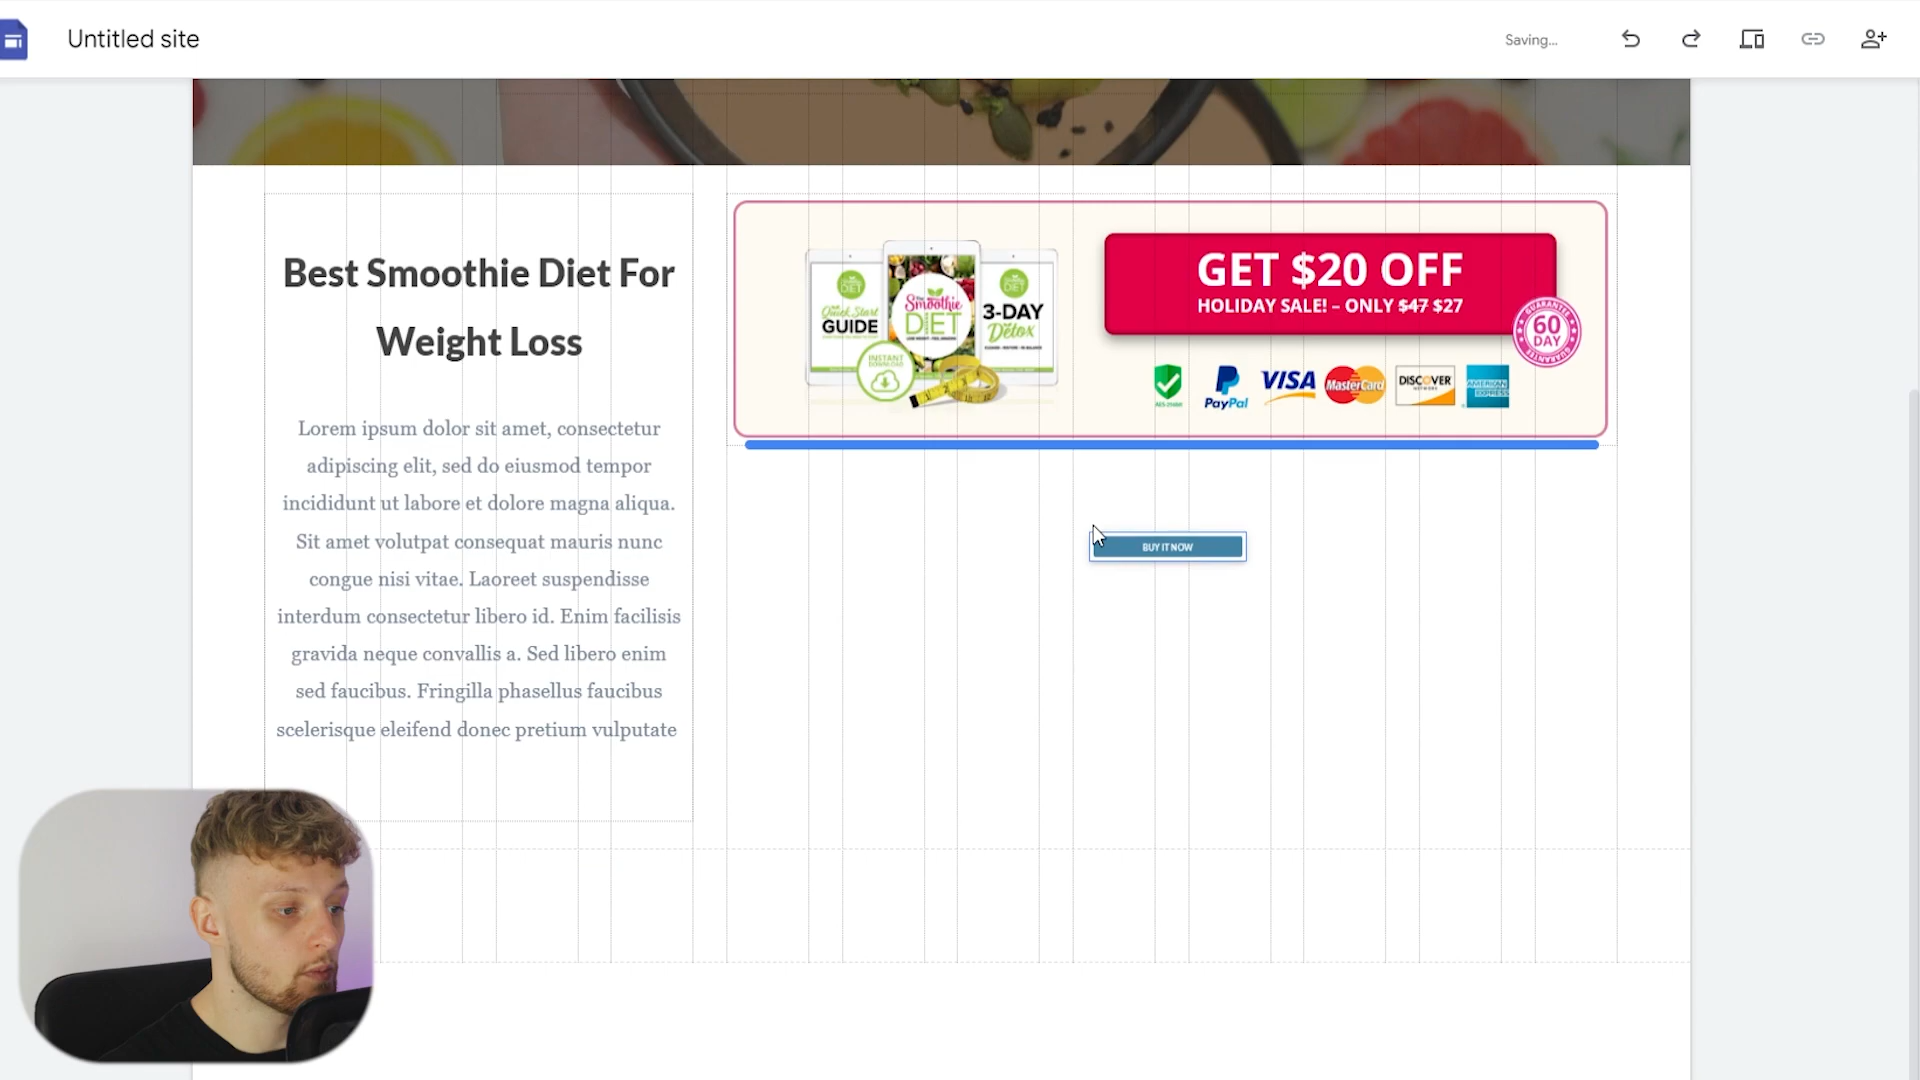 Untitled site
Saving...
Best Smoothie Diet For
Weight Loss
Lorem ipsum dolor sit amet, consectetur
adipiscing elit, sed do eiusmod tempor
incididunt ut labore et dolore magna aliqua.
Sit amet volutpat consequat mauris nunc
congue nisi vitae. Laoreet suspendisse
interdum consectetur libero id. Enim facilisis
gravida neque convallis a. Sed libero enim
sed faucibus. Fringilla phasellus faucibus
scelerisque eleifend donec pretium vulputate
Quick Start
GUIDE
The
Smoothie
DIET
3-DAY
Detox
INSTANT
DOWNLOAD
GET $20 OFF
HOLIDAY SALE! – ONLY $47 $27
GUARANTEE
60
DAY
GUARANTEE
PayPal
VISA
MasterCard
DISCOVER
NETWORK
AMERICAN
EXPRESS
BUY IT NOW